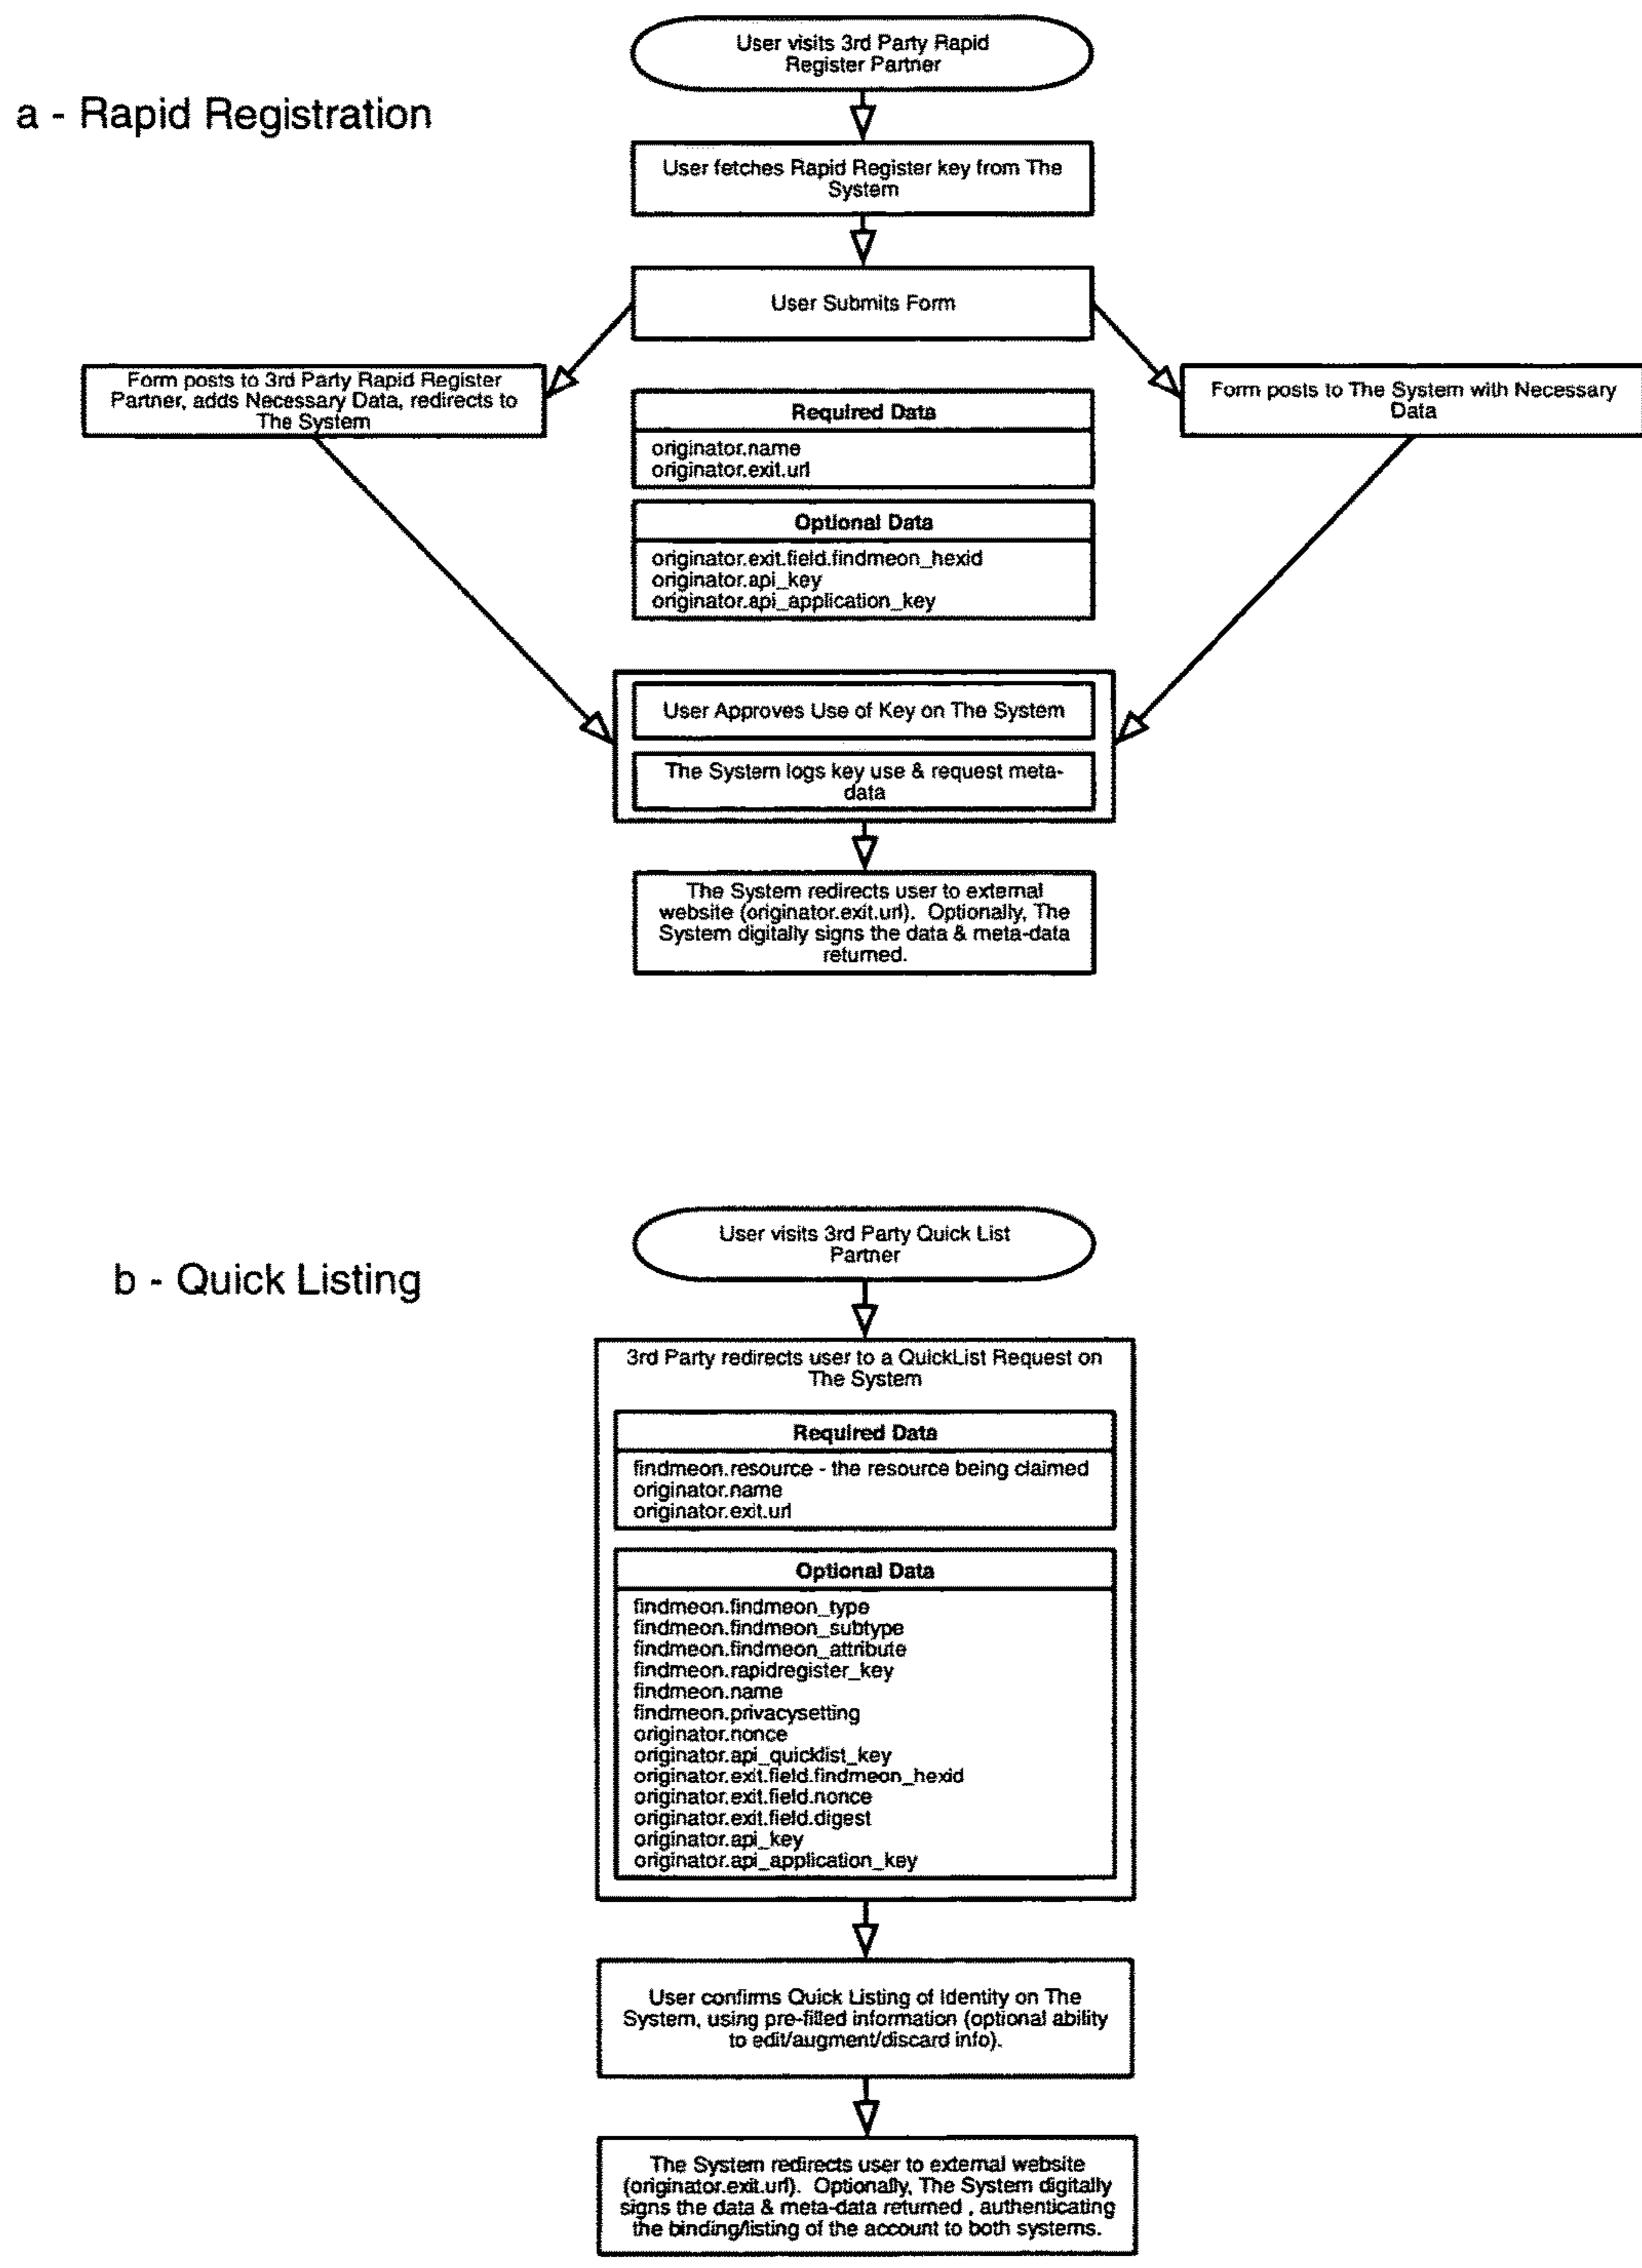 User visits 3rd Party Rapid
Register Partner
a - Rapid Registration
User fetches Rapid Register key from The
System
User Submits Form
Form posts to 3rd Party Rapid Register
Partner, adds Necessary Data, redirects to
The System
Form posts to The System with Necessary
Data
Required Data
originator.name
originator.exit.url
Optional Data
originator.exit.field.findmeon_hexid
originator.api_key
originator.api_application_key
User Approves Use of Key on The System
The System logs key use & request meta-
data
The System redirects user to external
website (originator.exit.url). Optionally, The
System digitally signs the data & meta-data
returned.
User visits 3rd Party Quick List
Partner
b - Quick Listing
3rd Party redirects user to a QuickList Request on
The System
Required Data
findmeon.resource - the resource being claimed
originator.name
originator.exit.url
Optional Data
findmeon.findmeon_type
findmeon.findmeon_subtype
findmeon.findmeon_attribute
findmeon.rapidregister_key
findmeon.name
findmeon.privacysetting
originator.nonce
originator.api_quicklist_key
originator.exit.field.findmeon_hexid
originator.exit.field.nonce
originator.exit.field.digest
originator.api_key
originator.api_application_key
User confirms Quick Listing of Identity on The
System, using pre-filled information (optional ability
to edit/augment/discard info).
The System redirects user to external website
(originator.exit.url). Optionally, The System digitally
signs the data & meta-data returned , authenticating
the binding/listing of the account to both systems.